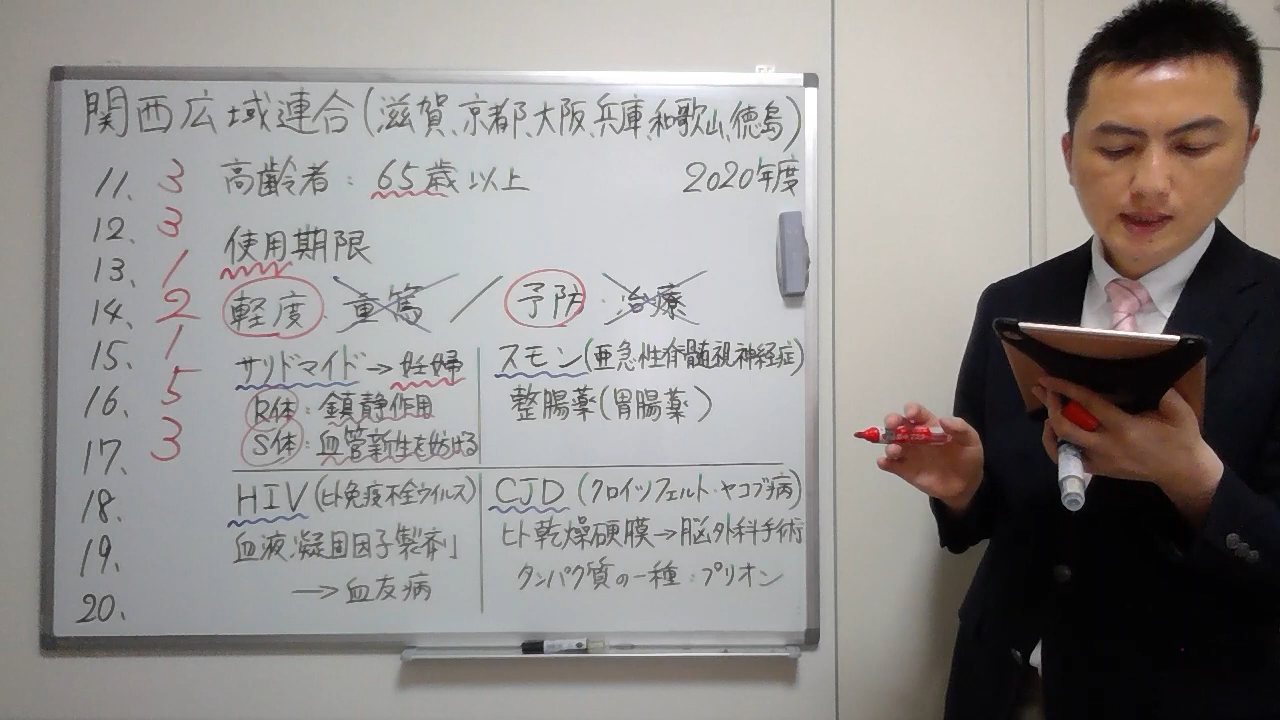 関西広域連合(滋賀、京都、大阪、兵庫、和歌山、徳島)
2020年度
11. 3 高齢者：65歳以上
12. 3 使用期限
13. 1
14. 2 軽度・重篤／予防・治療
15. 1
16. 5
17. 3
18.
19.
20.
サリドマイド→妊婦
R体：鎮静作用
S体：血管新生を妨げる
スモン(亜急性脊髄視神経症)
整腸薬(胃腸薬)
HIV(ヒト免疫不全ウイルス)
血液凝固因子製剤
→血友病
CJD(クロイツフェルト・ヤコブ病)
ヒト乾燥硬膜→脳外科手術
タンパク質の一種：プリオン